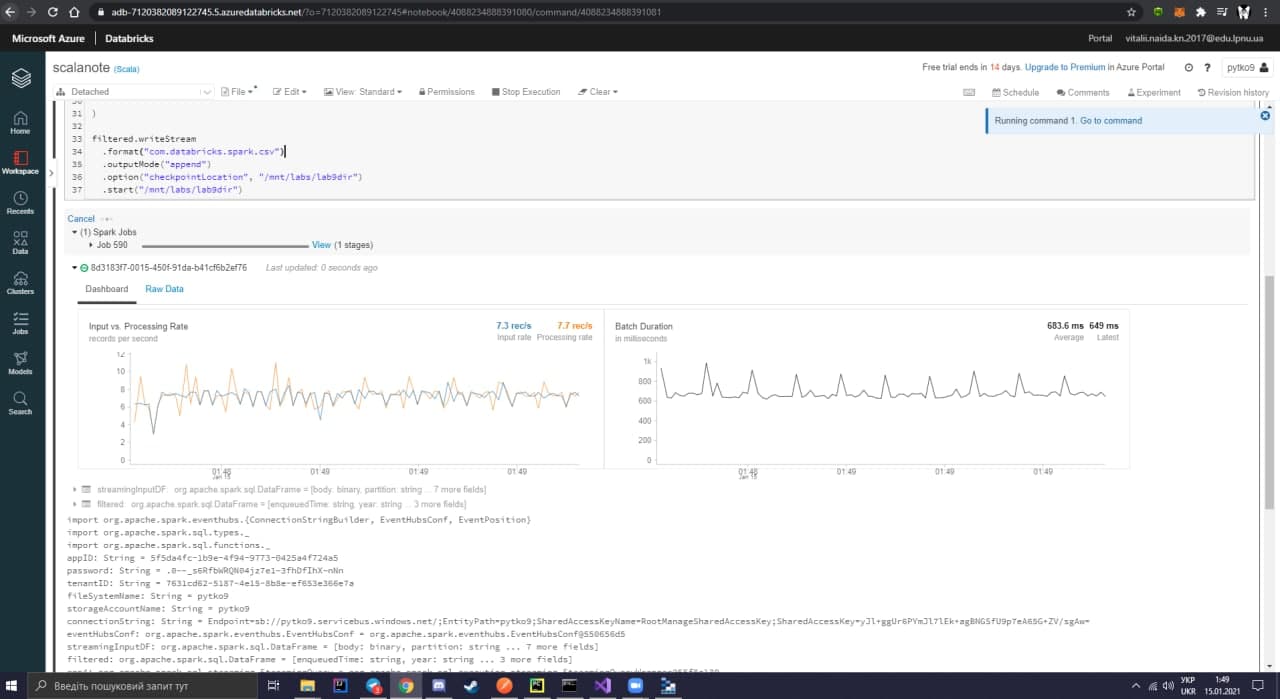 adb-7120382089122745.5.azuredatabricks.net/?o=7120382089122745#notebook/4088234888391080/command/4088234888391081
Microsoft Azure Databricks Portal vitalii.naida.kn.2017@edu.lpnu.ua
scalanote (Scala) Free trial ends in 14 days. Upgrade to Premium in Azure Portal ? pytko9
Detached File Edit View: Standard Permissions Stop Execution Clear Schedule Comments Experiment Revision history
Home
Workspace
Recents
Data
Clusters
Jobs
Models
Search
Running command 1. Go to command
31 )
32
33 filtered.writeStream
34 .format("com.databricks.spark.csv")
35 .outputMode("append")
36 .option("checkpointLocation", "/mnt/labs/lab9dir")
37 .start("/mnt/labs/lab9dir")
Cancel
(1) Spark Jobs
Job 590 View (1 stages)
8d3183f7-0015-450f-91da-b41cf6b2ef76 Last updated: 0 seconds ago
Dashboard Raw Data
Input vs. Processing Rate 7.3 rec/s 7.7 rec/s
records per second Input rate Processing rate
12
10
8
6
4
2
0
01:48 01:49 01:49 01:49
Jan 15
Batch Duration 683.6 ms 649 ms
in milliseconds Average Latest
1k
800
600
400
200
0
01:48 01:49 01:49 01:49
Jan 15
streamingInputDF: org.apache.spark.sql.DataFrame = [body: binary, partition: string ... 7 more fields]
filtered: org.apache.spark.sql.DataFrame = [enqueuedTime: string, year: string ... 3 more fields]
import org.apache.spark.eventhubs.{ConnectionStringBuilder, EventHubsConf, EventPosition}
import org.apache.spark.sql.types._
import org.apache.spark.sql.functions._
appID: String = 5f5da4fc-1b9e-4f94-9773-0425a4f724a5
password: String = .0--_s6RfbWRQN04jz7e1-3fhDfIhX~nNn
tenantID: String = 7631cd62-5187-4e15-8b8e-ef653e366e7a
fileSystemName: String = pytko9
storageAccountName: String = pytko9
connectionString: String = Endpoint=sb://pytko9.servicebus.windows.net/;EntityPath=pytko9;SharedAccessKeyName=RootManageSharedAccessKey;SharedAccessKey=yJl+ggUr6PYmJl7lEk+agBNGSfU9p7eA65G+ZV/sgAw=
eventHubsConf: org.apache.spark.eventhubs.EventHubsConf = org.apache.spark.eventhubs.EventHubsConf@550656d5
streamingInputDF: org.apache.spark.sql.DataFrame = [body: binary, partition: string ... 7 more fields]
filtered: org.apache.spark.sql.DataFrame = [enqueuedTime: string, year: string ... 3 more fields]
Введіть пошуковий запит тут
УКР 1:49
UKR 15.01.2021